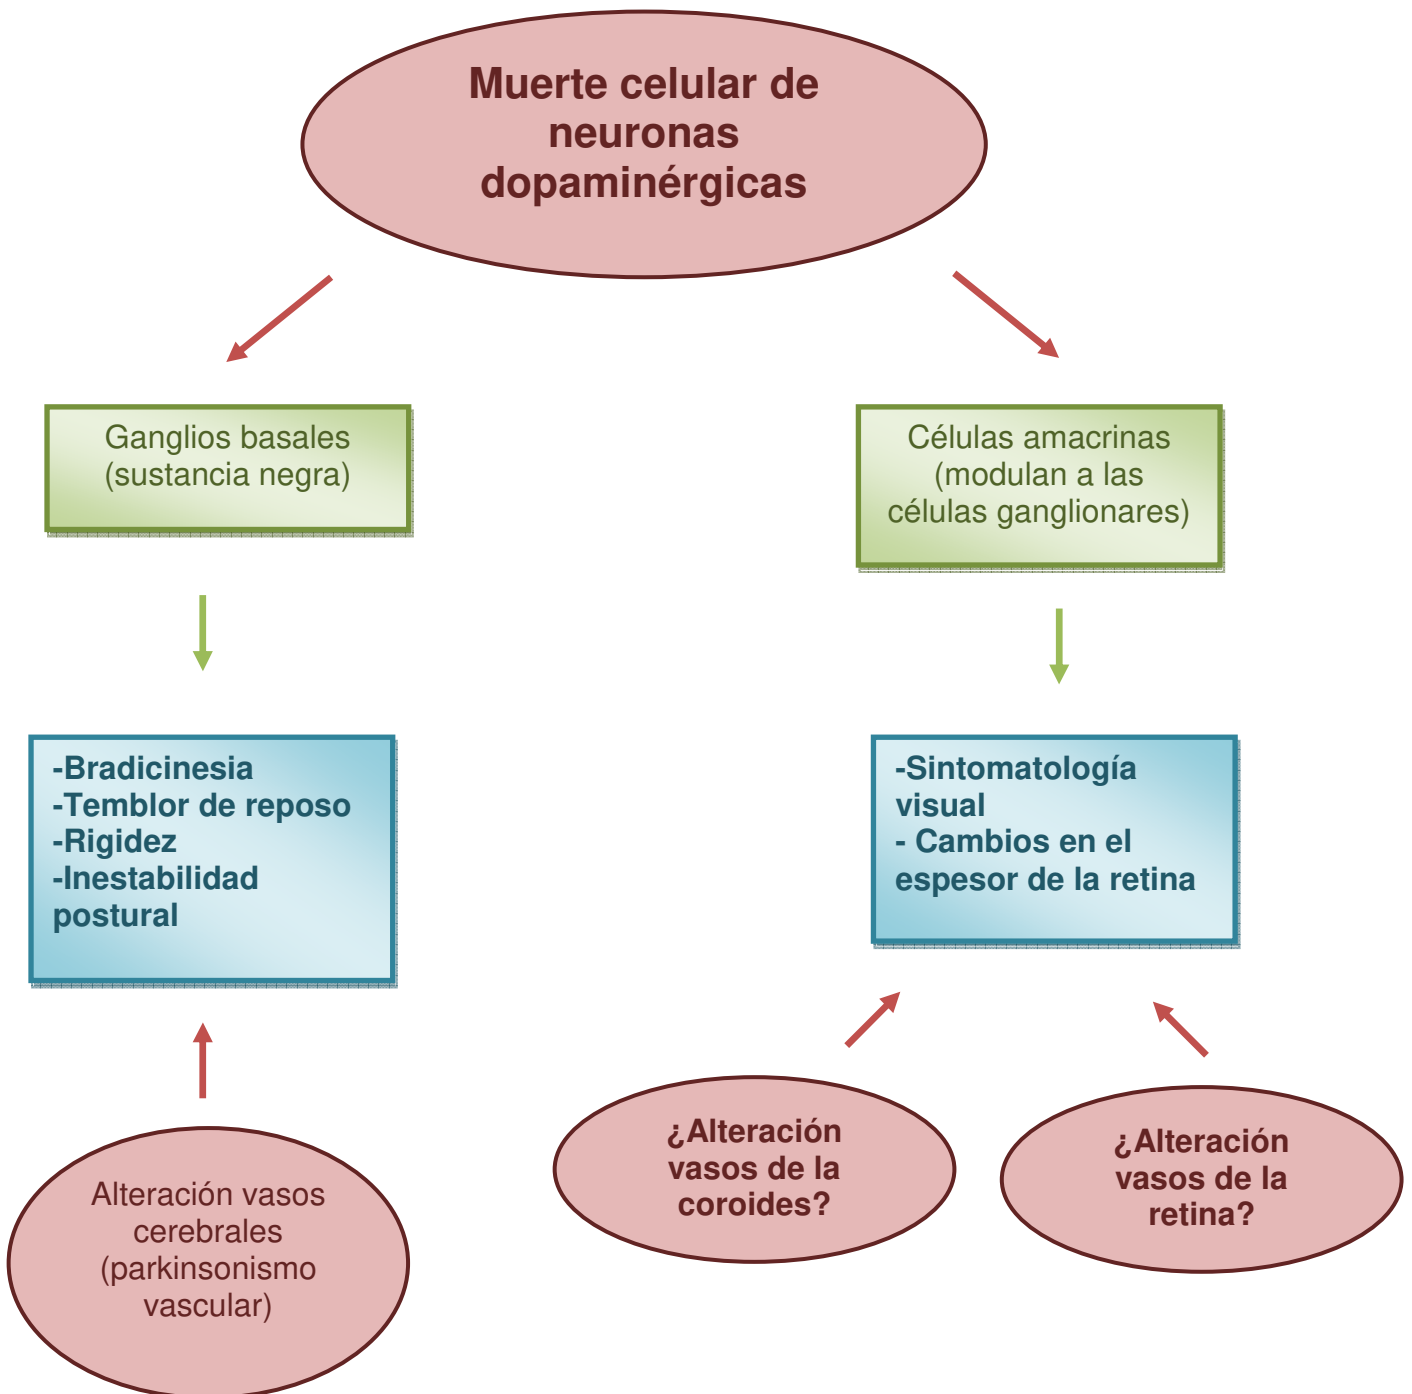 Muerte celular de
neuronas
dopaminérgicas
Ganglios basales
(sustancia negra)
Células amacrinas
(modulan a las
células ganglionares)
-Bradicinesia
-Temblor de reposo
-Rigidez
-Inestabilidad
postural
-Sintomatología
visual
- Cambios en el
espesor de la retina
Alteración vasos
cerebrales
(parkinsonismo
vascular)
¿Alteración
vasos de la
coroides?
¿Alteración
vasos de la
retina?